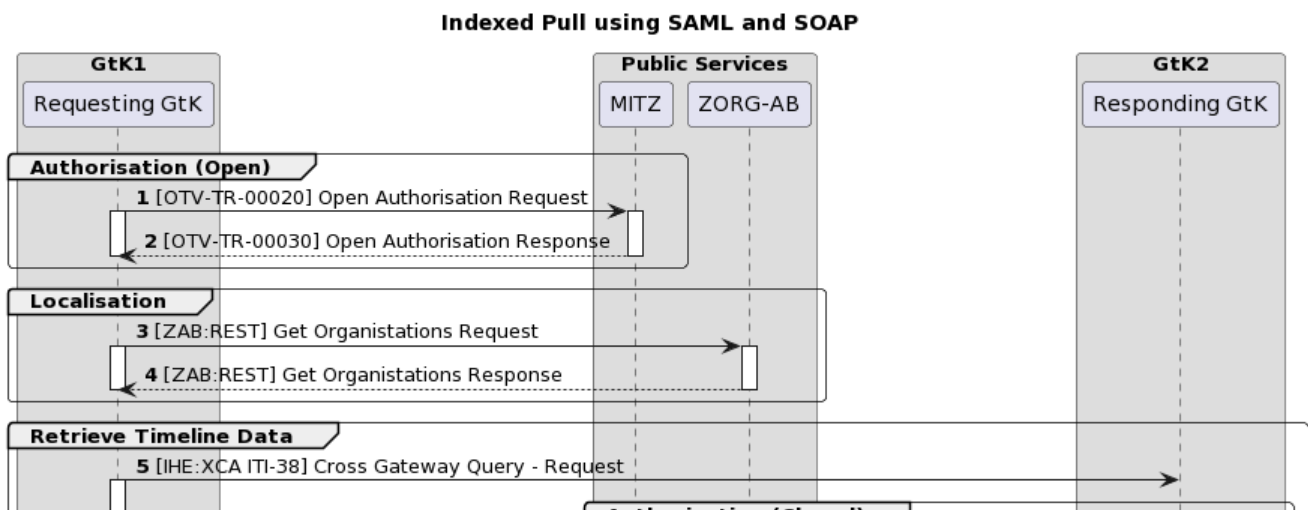 Indexed Pull using SAML and SOAP
GtK1
Public Services
GtK2
Requesting GtK
MITZ
ZORG-AB
Responding GtK
Authorisation (Open)
1 [OTV-TR-00020] Open Authorisation Request
2 [OTV-TR-00030] Open Authorisation Response
Localisation
3 [ZAB:REST] Get Organistations Request
4 [ZAB:REST] Get Organistations Response
Retrieve Timeline Data
5 [IHE:XCA ITI-38] Cross Gateway Query - Request